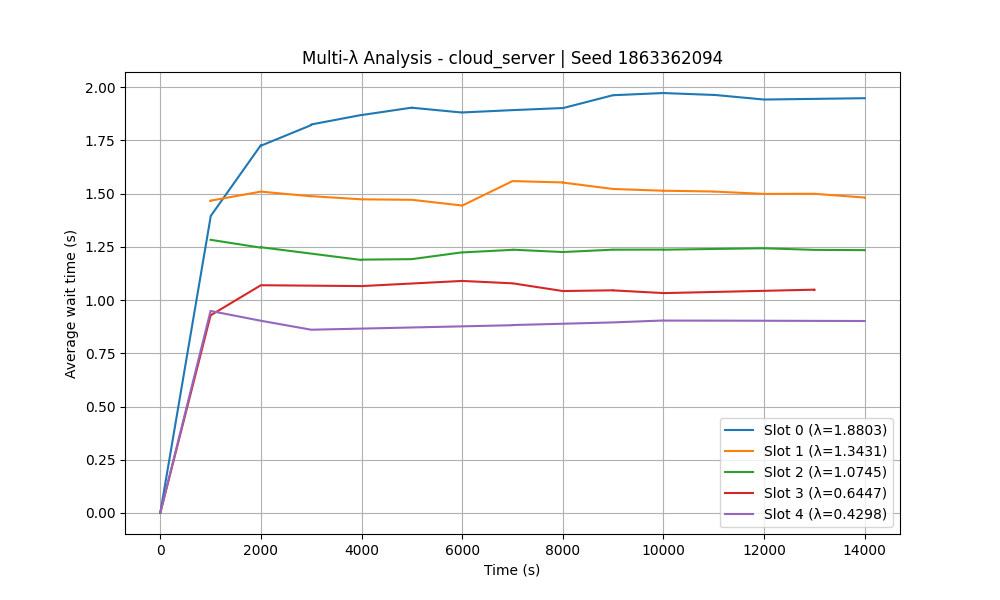 Multi-λ Analysis - cloud_server | Seed 1863362094
Average wait time (s)
2.00
1.75
1.50
1.25
1.00
0.75
0.50
0.25
0.00
0 2000 4000 6000 8000 10000 12000 14000
Time (s)
Slot 0 (λ=1.8803)
Slot 1 (λ=1.3431)
Slot 2 (λ=1.0745)
Slot 3 (λ=0.6447)
Slot 4 (λ=0.4298)